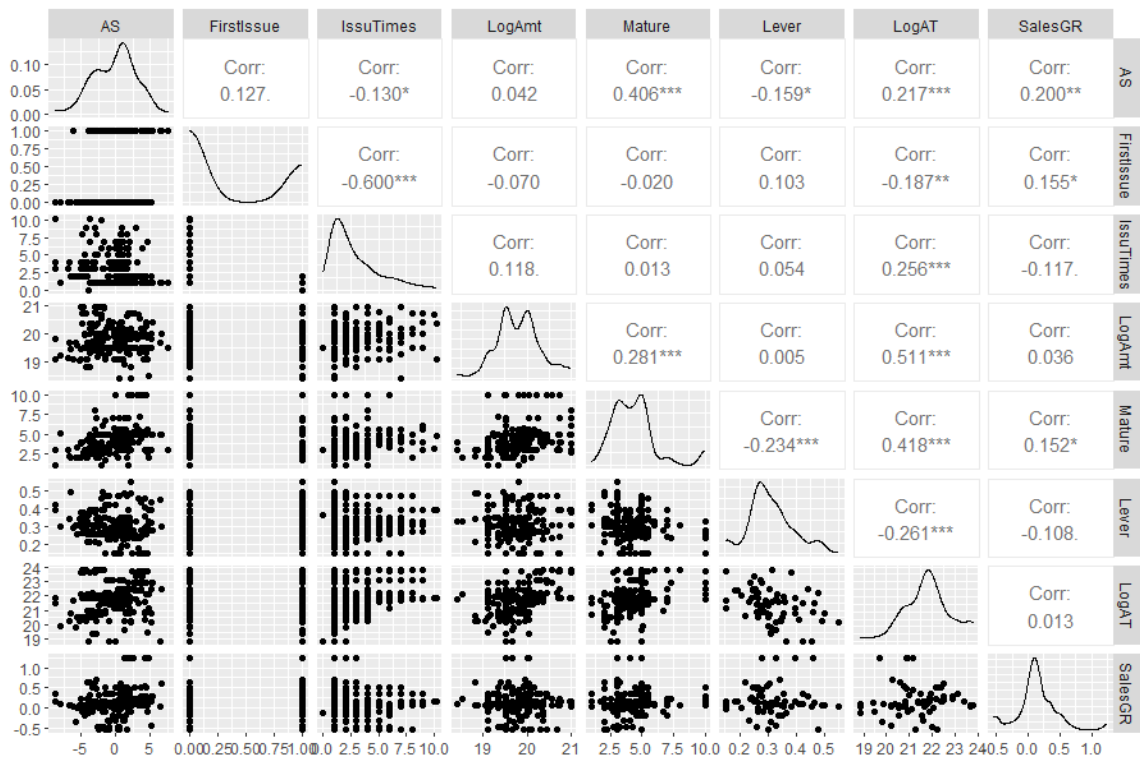 AS FirstIssue IssuTimes LogAmt Mature Lever LogAT SalesGR
0.10
0.05
0.00
Corr: Corr: Corr: Corr: Corr: Corr: Corr:
0.127. -0.130* 0.042 0.406*** -0.159* 0.217*** 0.200**
AS
1.00
0.75
0.50
0.25
0.00
Corr: Corr: Corr: Corr: Corr: Corr:
-0.600*** -0.070 -0.020 0.103 -0.187** 0.155*
FirstIssue
10.0
7.5
5.0
2.5
0.0
Corr: Corr: Corr: Corr: Corr:
0.118. 0.013 0.054 0.256*** -0.117.
IssuTimes
21
20
19
Corr: Corr: Corr: Corr:
0.281*** 0.005 0.511*** 0.036
LogAmt
10.0
7.5
5.0
2.5
Corr: Corr: Corr:
-0.234*** 0.418*** 0.152*
Mature
0.5
0.4
0.3
0.2
Corr: Corr:
-0.261*** -0.108.
Lever
24
23
22
21
20
19
Corr:
0.013
LogAT
1.0
0.5
0.0
-0.5
SalesGR
-5 0 5 0.00 0.25 0.50 0.75 1.00 0.0 2.5 5.0 7.5 10.0 19 20 21 2.5 5.0 7.5 10.0 0.2 0.3 0.4 0.5 19 20 21 22 23 24 -0.5 0.0 0.5 1.0